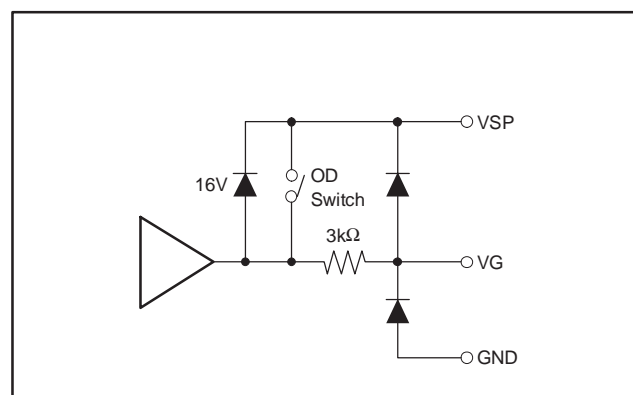 VSP
16V
OD
Switch
3kΩ
VG
GND